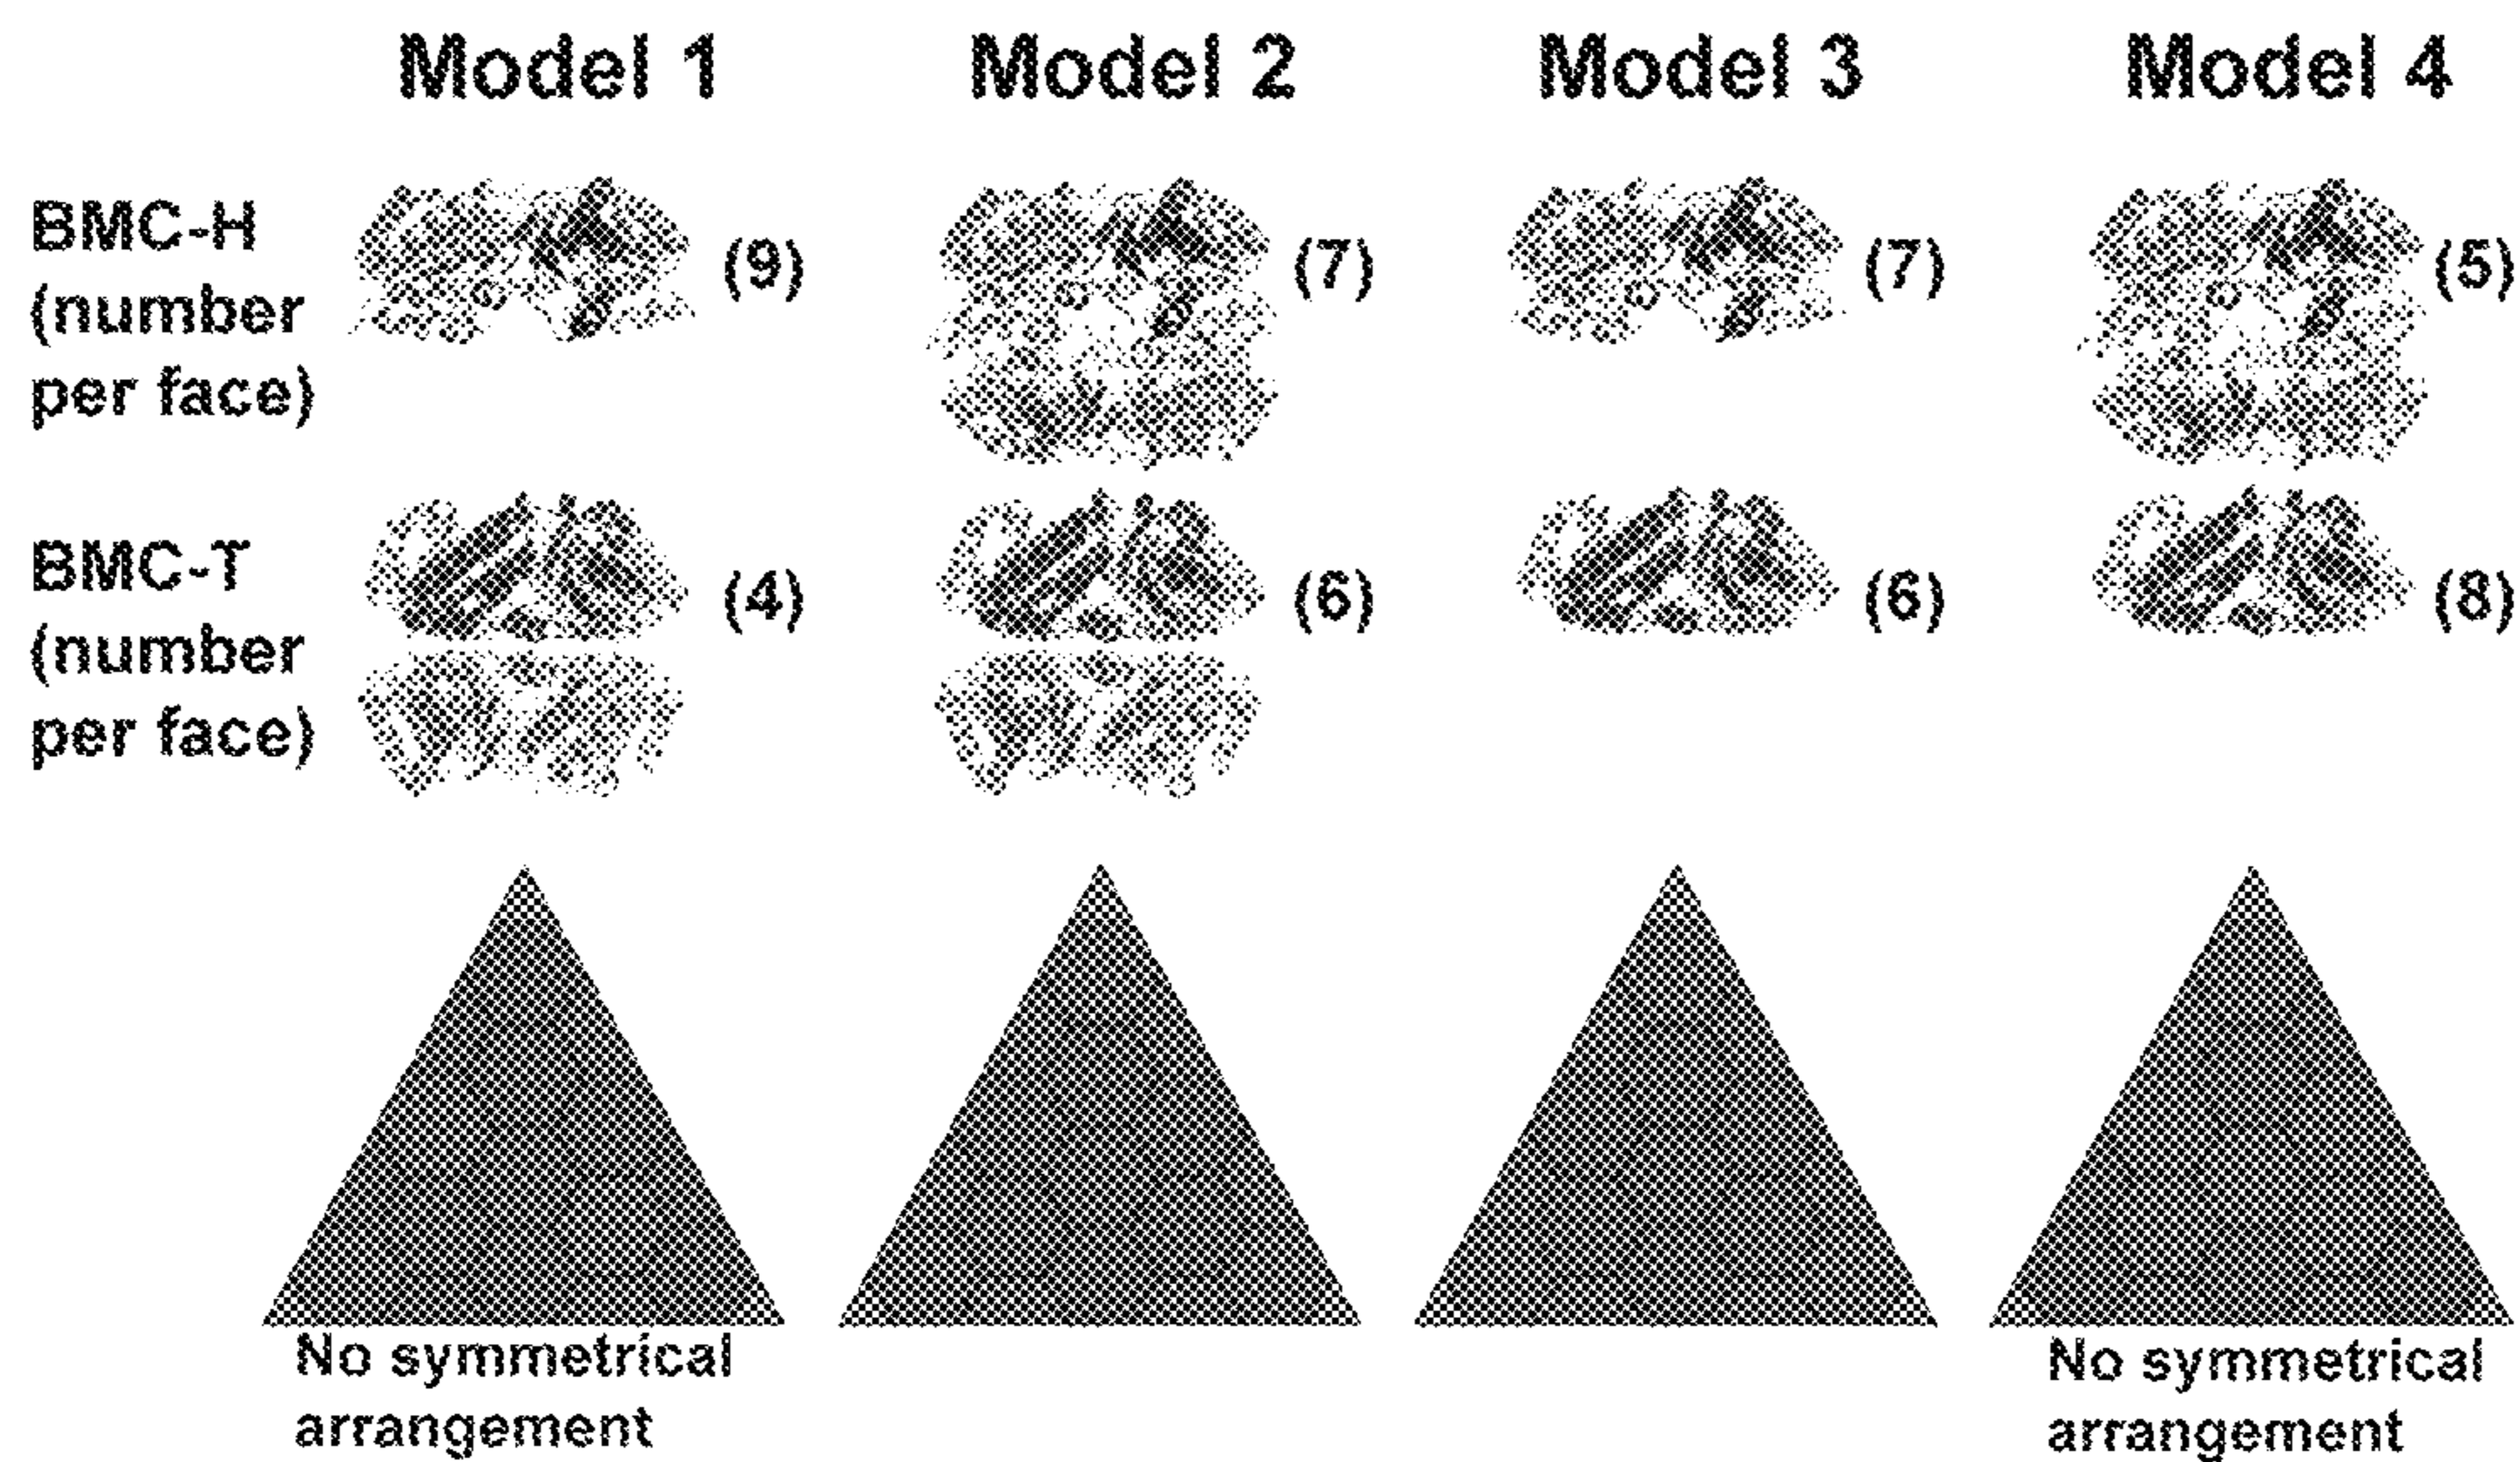 Model 1 Model 2 Model 3 Model 4
BMC-H
(number
per face)
(9) (7) (7) (5)
BMC-T
(number
per face)
(4) (6) (6) (8)
No symmetrical
arrangement
No symmetrical
arrangement